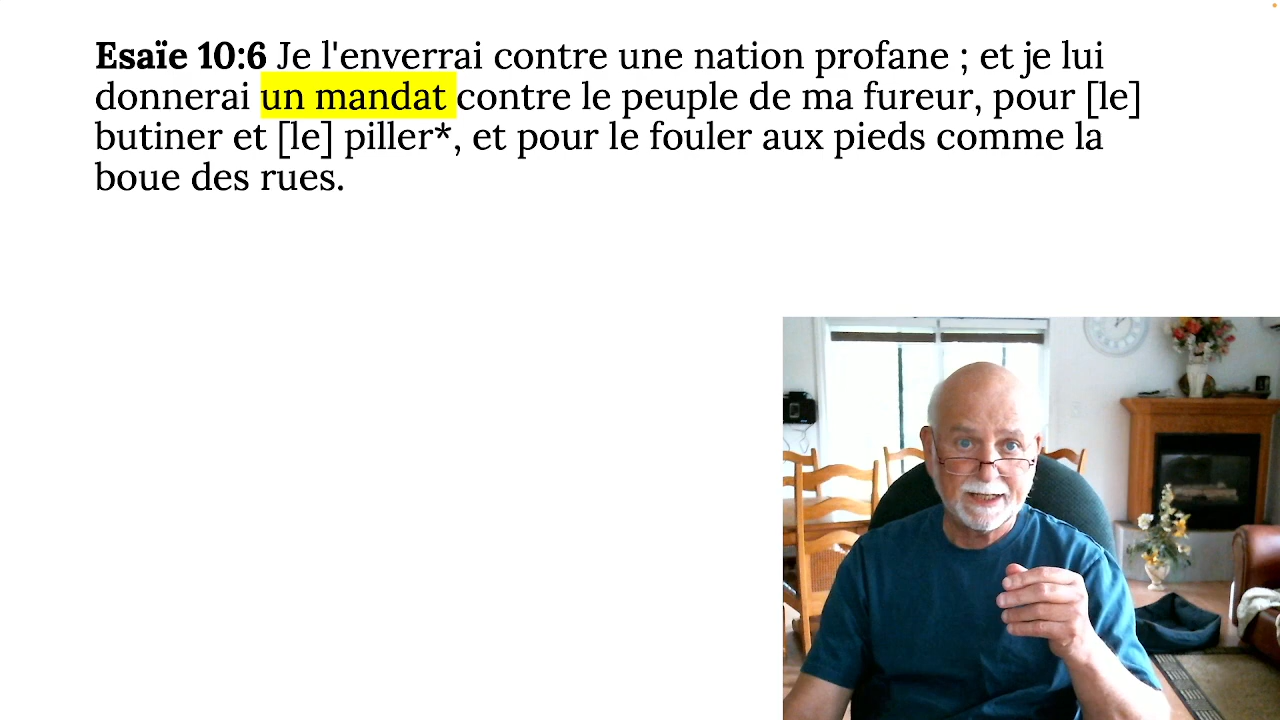 Esaïe 10:6 Je l'enverrai contre une nation profane ; et je lui
donnerai un mandat contre le peuple de ma fureur, pour [le]
butiner et [le] piller*, et pour le fouler aux pieds comme la
boue des rues.